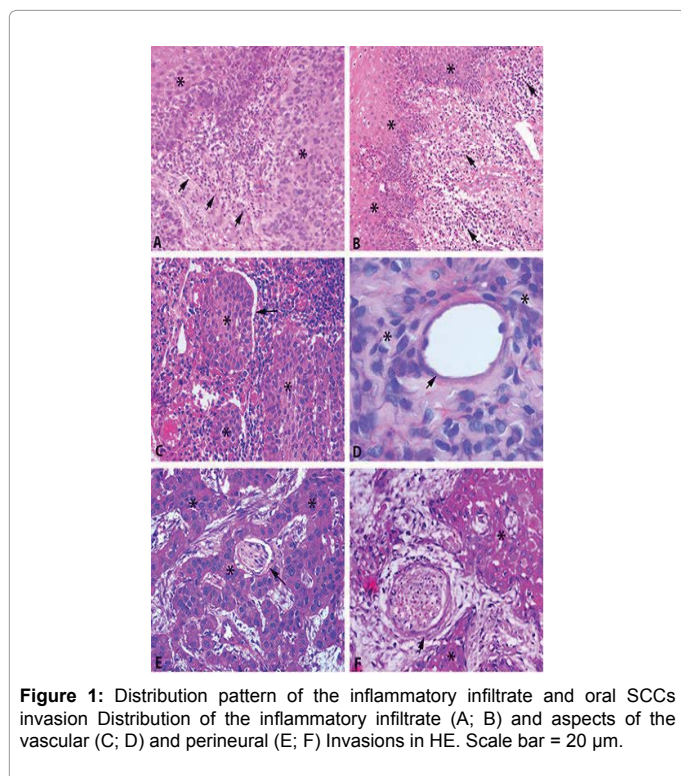 A
B
C
D
E
F
Figure 1: Distribution pattern of the inflammatory infiltrate and oral SCCs
invasion Distribution of the inflammatory infiltrate (A; B) and aspects of the
vascular (C; D) and perineural (E; F) Invasions in HE. Scale bar = 20 µm.